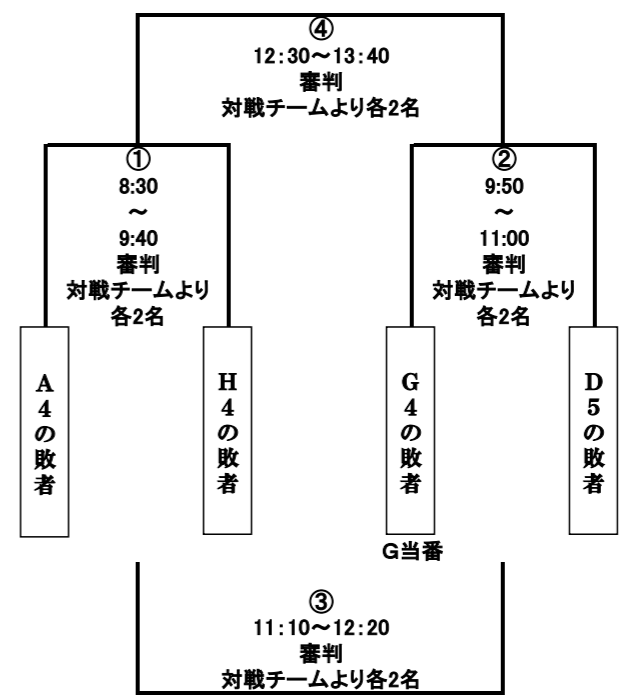 ④
12:30～13:40
審判
対戦チームより各2名
①
8:30
～
9:40
審判
対戦チームより
各2名
②
9:50
～
11:00
審判
対戦チームより
各2名
A4の敗者
H4の敗者
G4の敗者
D5の敗者
G当番
③
11:10～12:20
審判
対戦チームより各2名